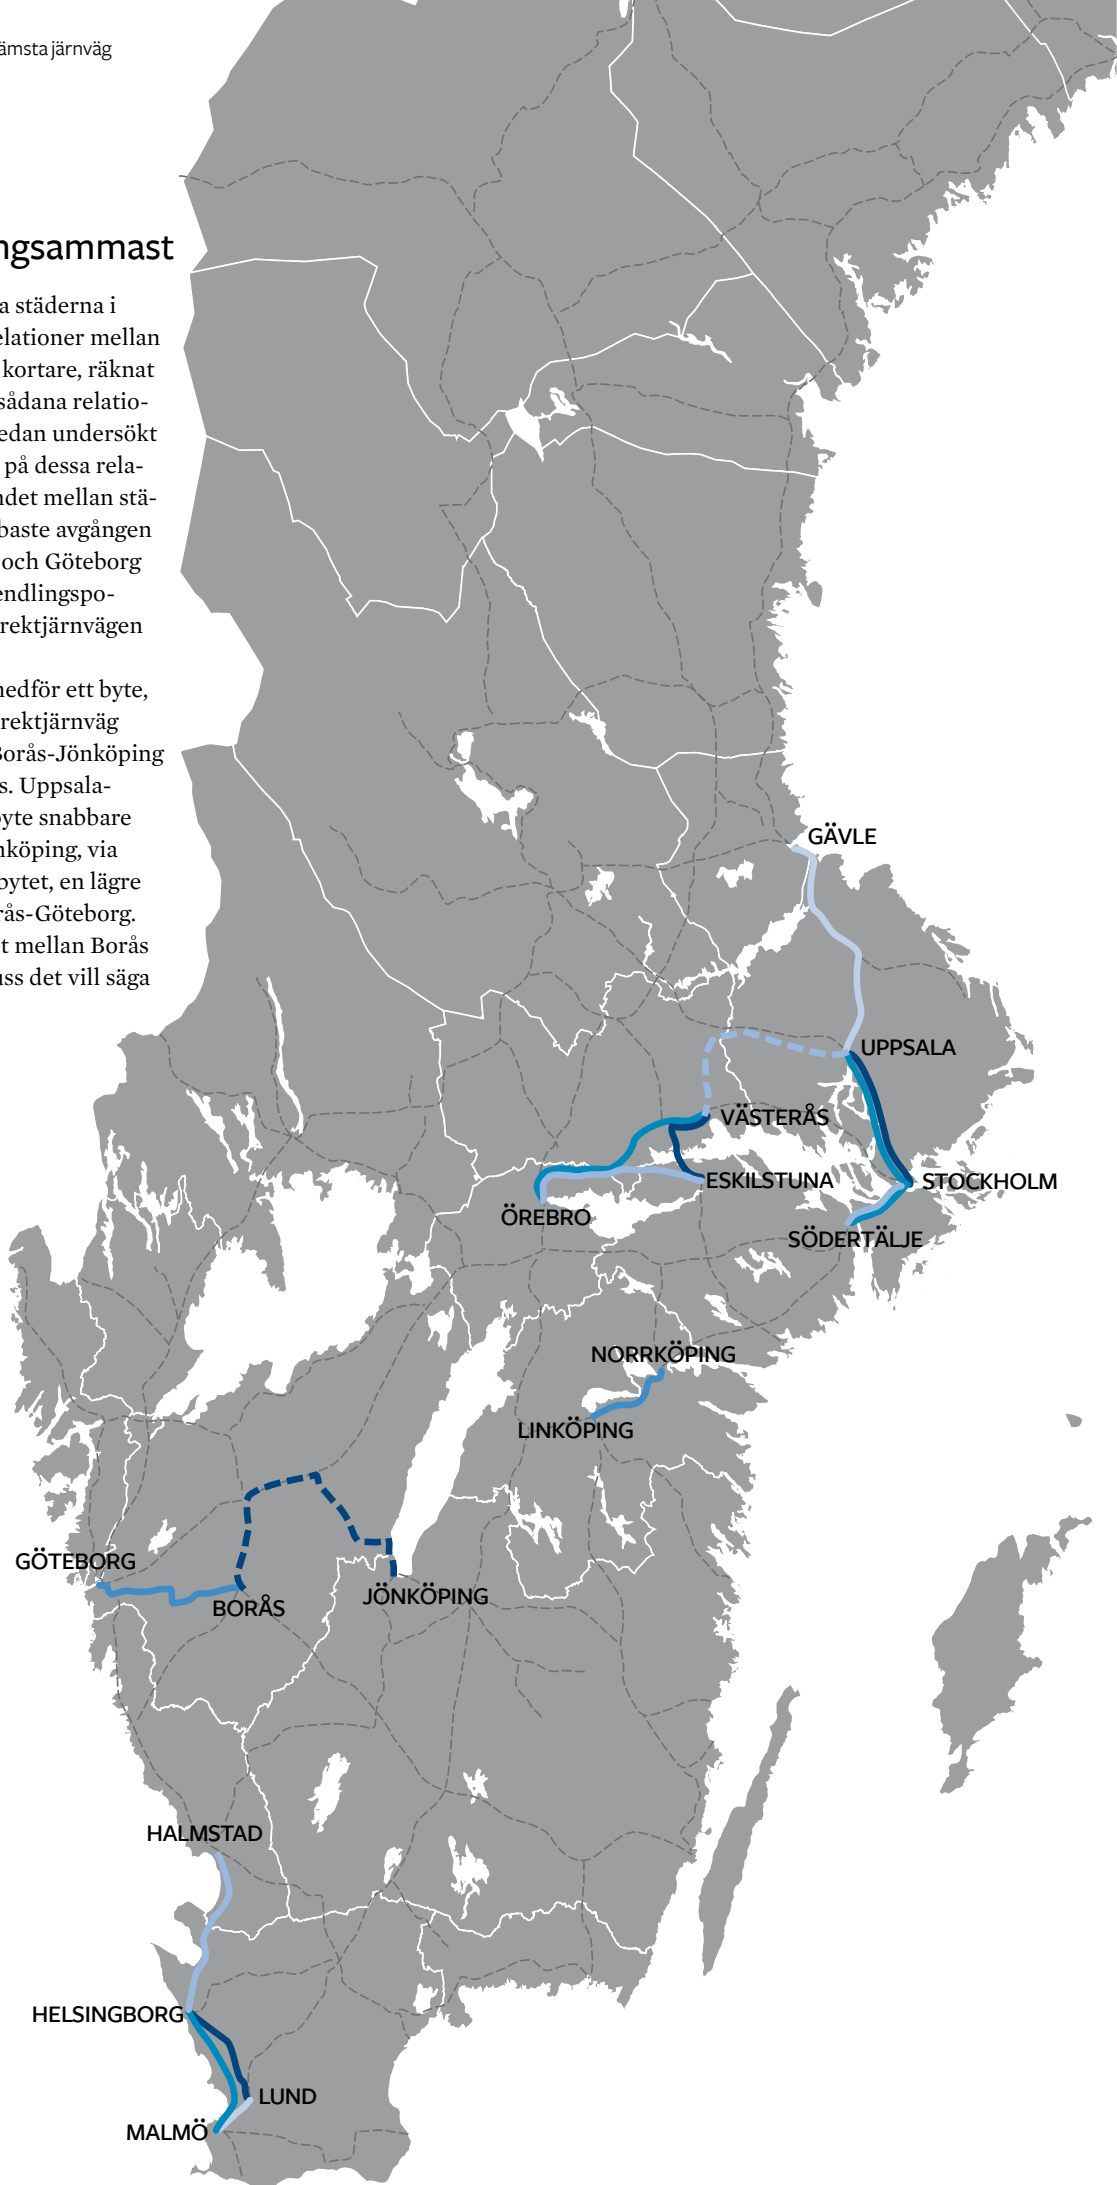 ämsta järnväg
ngsammast
a städerna i
elationer mellan
kortare, räknat
sådana relatio-
edan undersökt
på dessa rela-
ndet mellan stä-
baste avgången
och Göteborg
endlingspo-
rektjärnvägen
nedför ett byte,
rektjärnväg
Borås-Jönköping
s. Uppsala-
byte snabbare
nköping, via
bytet, en lägre
rås-Göteborg.
t mellan Borås
uss det vill säga
GÄVLE
UPPSALA
VÄSTERÅS
ESKILSTUNA
STOCKHOLM
ÖREBRO
SÖDERTÄLJE
NORRKÖPING
LINKÖPING
GÖTEBORG
BORÅS
JÖNKÖPING
HALMSTAD
HELSINGBORG
LUND
MALMÖ